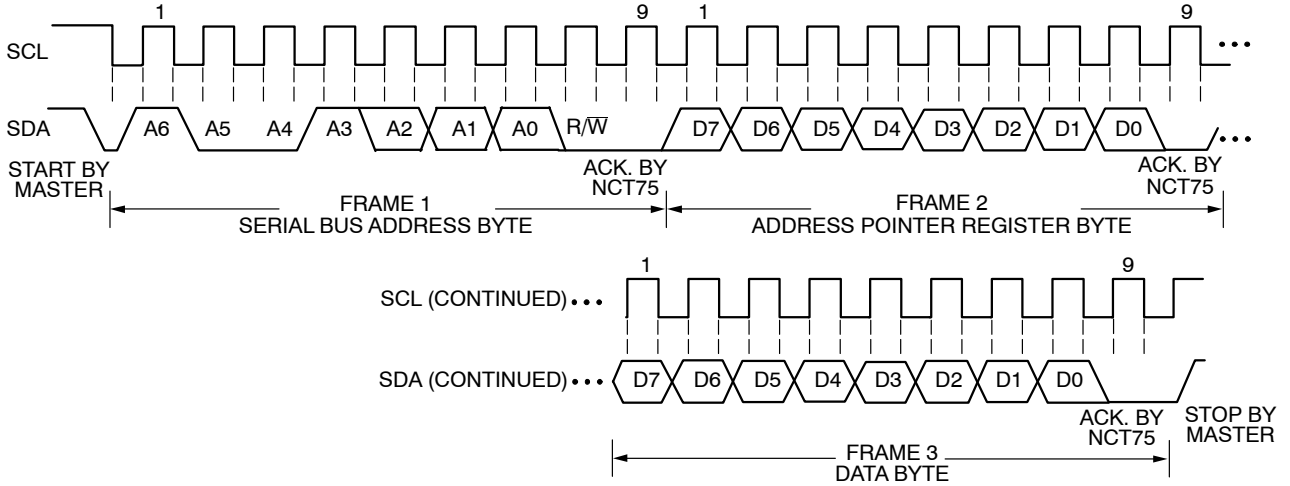 1 9 1 9
SCL •••
SDA A6 A5 A4 A3 A2 A1 A0 R/W̅ D7 D6 D5 D4 D3 D2 D1 D0 •••
START BY
MASTER
ACK. BY
NCT75
ACK. BY
NCT75
FRAME 1
SERIAL BUS ADDRESS BYTE
FRAME 2
ADDRESS POINTER REGISTER BYTE
1 9
SCL (CONTINUED) •••
SDA (CONTINUED) ••• D7 D6 D5 D4 D3 D2 D1 D0
ACK. BY
NCT75
STOP BY
MASTER
FRAME 3
DATA BYTE